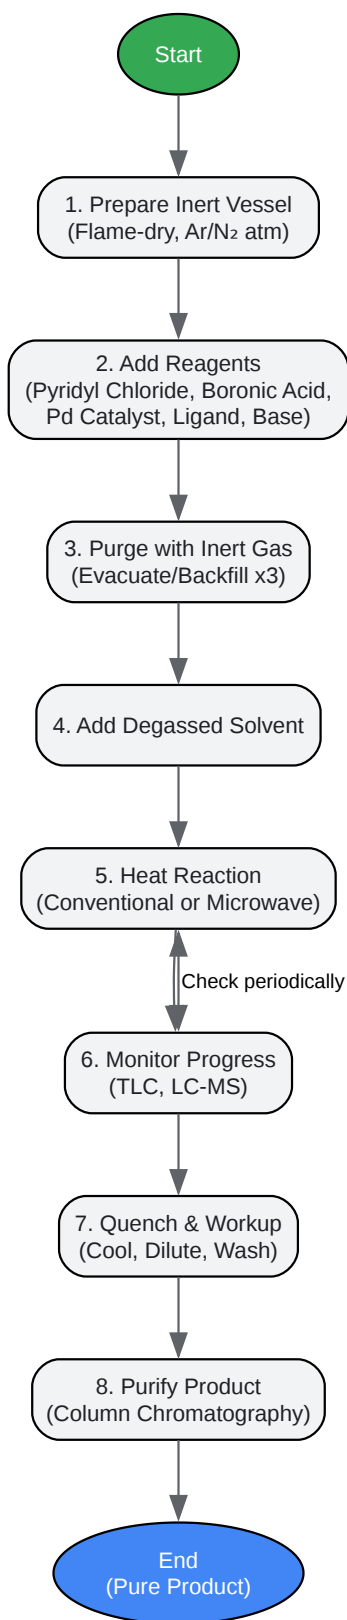 Start
1. Prepare Inert Vessel
(Flame-dry, Ar/N₂ atm)
2. Add Reagents
(Pyridyl Chloride, Boronic Acid,
Pd Catalyst, Ligand, Base)
3. Purge with Inert Gas
(Evacuate/Backfill x3)
4. Add Degassed Solvent
5. Heat Reaction
(Conventional or Microwave)
Check periodically
6. Monitor Progress
(TLC, LC-MS)
7. Quench & Workup
(Cool, Dilute, Wash)
8. Purify Product
(Column Chromatography)
End
(Pure Product)